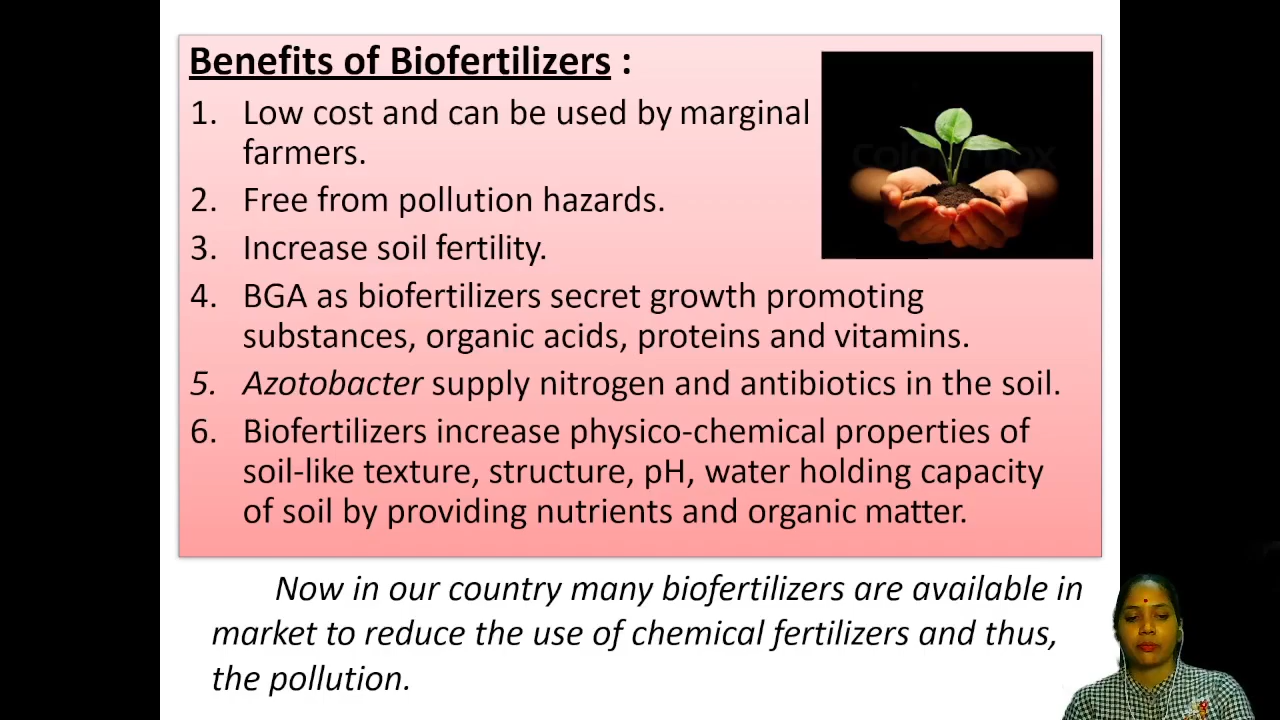 Benefits of Biofertilizers :
1. Low cost and can be used by marginal
farmers.
2. Free from pollution hazards.
3. Increase soil fertility.
4. BGA as biofertilizers secret growth promoting
substances, organic acids, proteins and vitamins.
5. Azotobacter supply nitrogen and antibiotics in the soil.
6. Biofertilizers increase physico-chemical properties of
soil-like texture, structure, pH, water holding capacity
of soil by providing nutrients and organic matter.
Now in our country many biofertilizers are available in
market to reduce the use of chemical fertilizers and thus,
the pollution.